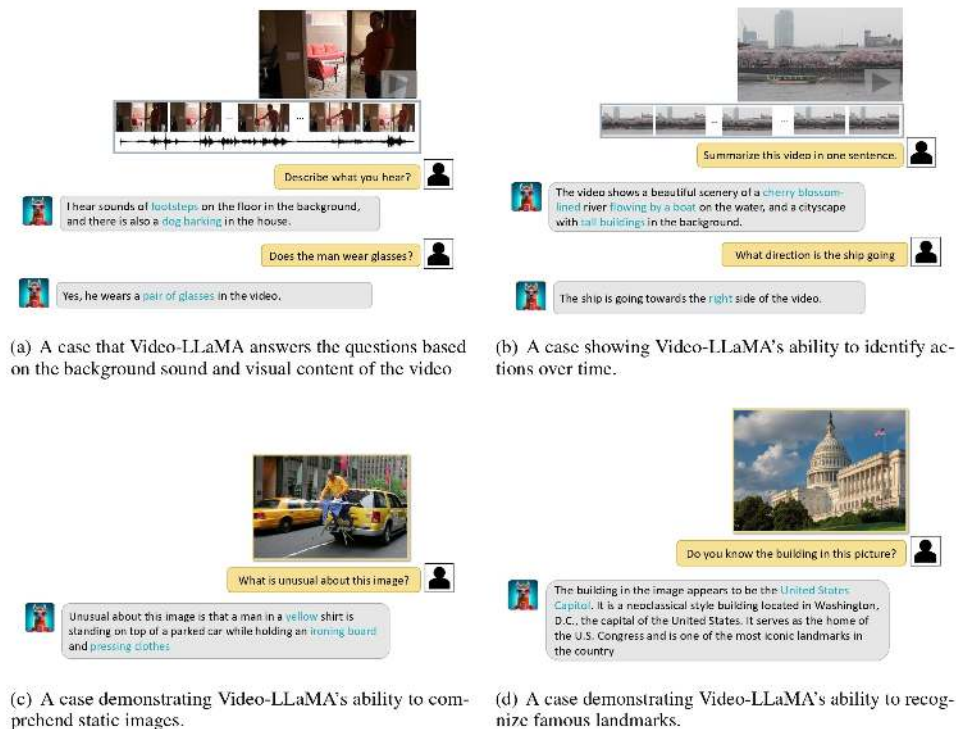 Describe what you hear?
I hear sounds of footsteps on the floor in the background,
and there is also a dog barking in the house.
Does the man wear glasses?
Yes, he wears a pair of glasses in the video.
(a) A case that Video-LLaMA answers the questions based
on the background sound and visual content of the video
Summarize this video in one sentence.
The video shows a beautiful scenery of a cherry blossom-
lined river flowing by a boat on the water, and a cityscape
with tall buildings in the background.
What direction is the ship going
The ship is going towards the right side of the video.
(b) A case showing Video-LLaMA's ability to identify ac-
tions over time.
What is unusual about this image?
Unusual about this image is that a man in a yellow shirt is
standing on top of a parked car while holding an ironing board
and pressing clothes
(c) A case demonstrating Video-LLaMA's ability to com-
prehend static images.
Do you know the building in this picture?
The building in the image appears to be the United States
Capitol. It is a neoclassical style building located in Washington,
D.C., the capital of the United States. It serves as the home of
the U.S. Congress and is one of the most iconic landmarks in
the country
(d) A case demonstrating Video-LLaMA's ability to recog-
nize famous landmarks.